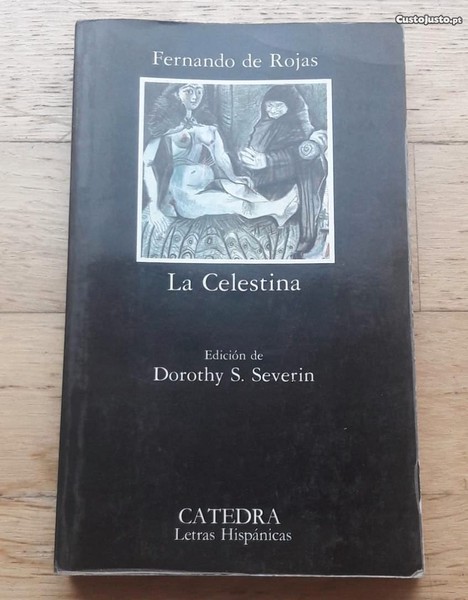 Custojusto.pt
Fernando de Rojas
La Celestina
Edición de
Dorothy S. Severin
CATEDRA
Letras Hispánicas